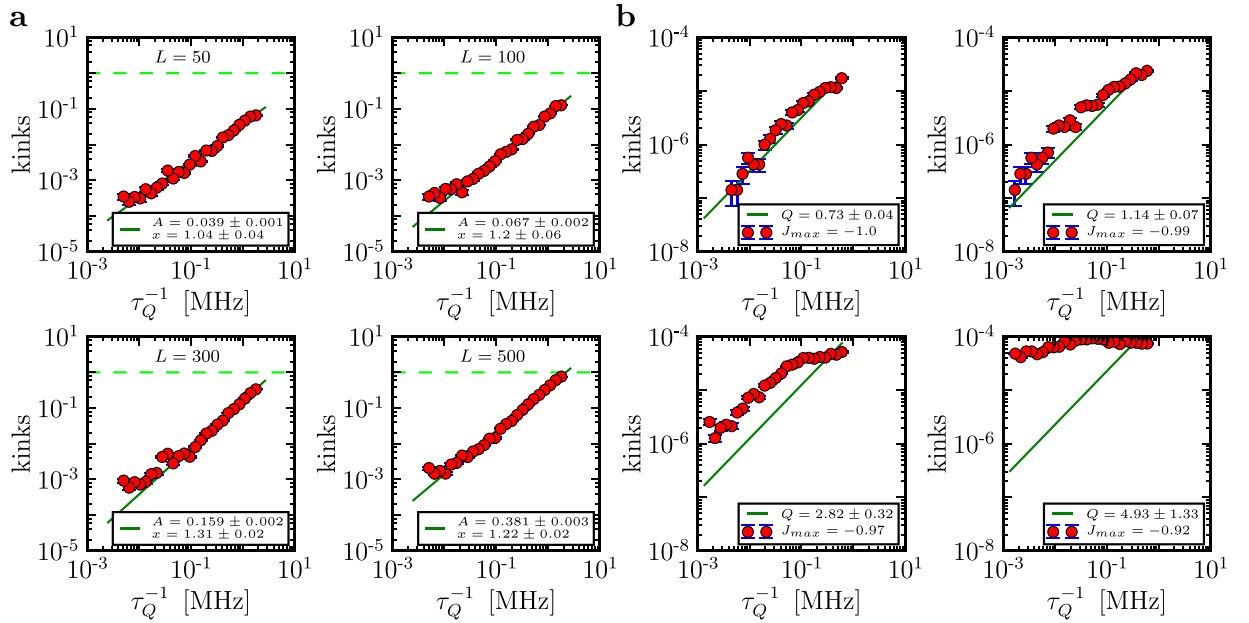 a
b
10^1
10^-1
10^-3
10^-5
kinks
L = 50
A = 0.039 ± 0.001
x = 1.04 ± 0.04
10^-3
10^-1
10^1
τ_Q^-1 [MHz]
10^1
10^-1
10^-3
10^-5
kinks
L = 100
A = 0.067 ± 0.002
x = 1.2 ± 0.06
10^-3
10^-1
10^1
τ_Q^-1 [MHz]
10^-4
10^-6
10^-8
kinks
Q = 0.73 ± 0.04
J_max = −1.0
10^-3
10^-1
10^1
τ_Q^-1 [MHz]
10^-4
10^-6
10^-8
kinks
Q = 1.14 ± 0.07
J_max = −0.99
10^-3
10^-1
10^1
τ_Q^-1 [MHz]
10^1
10^-1
10^-3
10^-5
kinks
L = 300
A = 0.159 ± 0.002
x = 1.31 ± 0.02
10^-3
10^-1
10^1
τ_Q^-1 [MHz]
10^1
10^-1
10^-3
10^-5
kinks
L = 500
A = 0.381 ± 0.003
x = 1.22 ± 0.02
10^-3
10^-1
10^1
τ_Q^-1 [MHz]
10^-4
10^-6
10^-8
kinks
Q = 2.82 ± 0.32
J_max = −0.97
10^-3
10^-1
10^1
τ_Q^-1 [MHz]
10^-4
10^-6
10^-8
kinks
Q = 4.93 ± 1.33
J_max = −0.92
10^-3
10^-1
10^1
τ_Q^-1 [MHz]